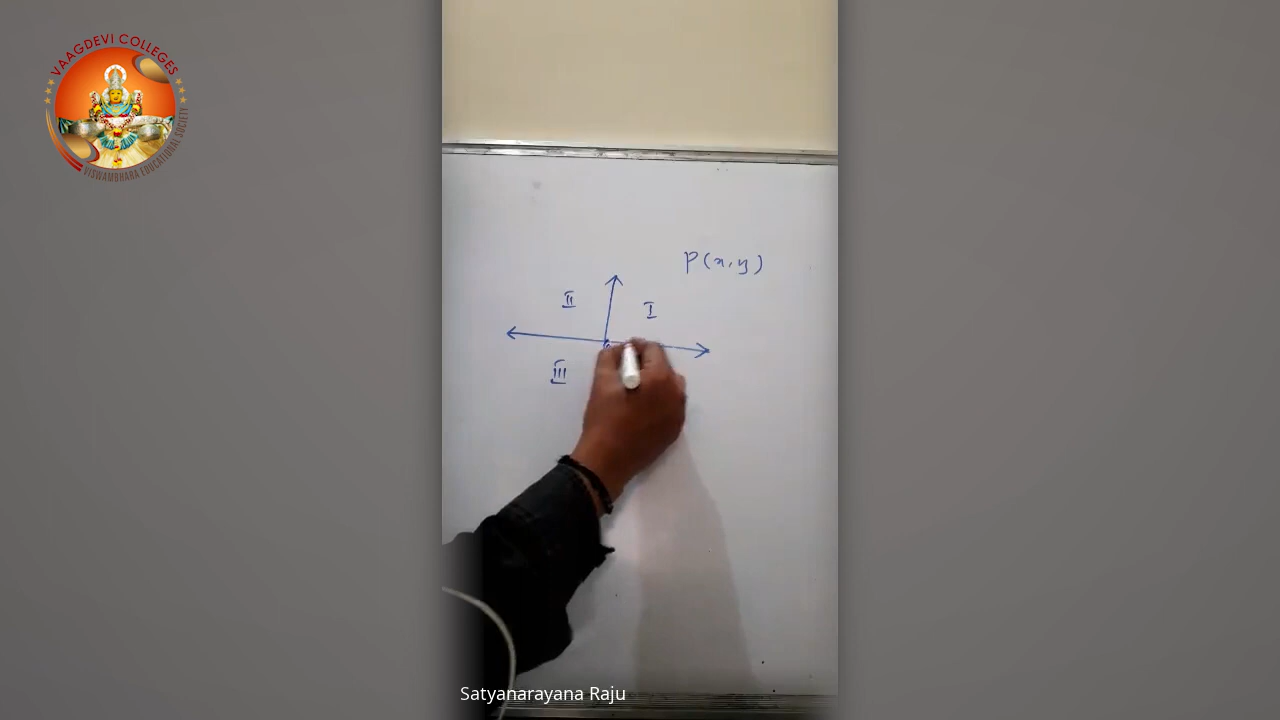 VAAGDEVI COLLEGES
VISWAMBHARA EDUCATIONAL SOCIETY
P(x,y)
II
I
III
Satyanarayana Raju